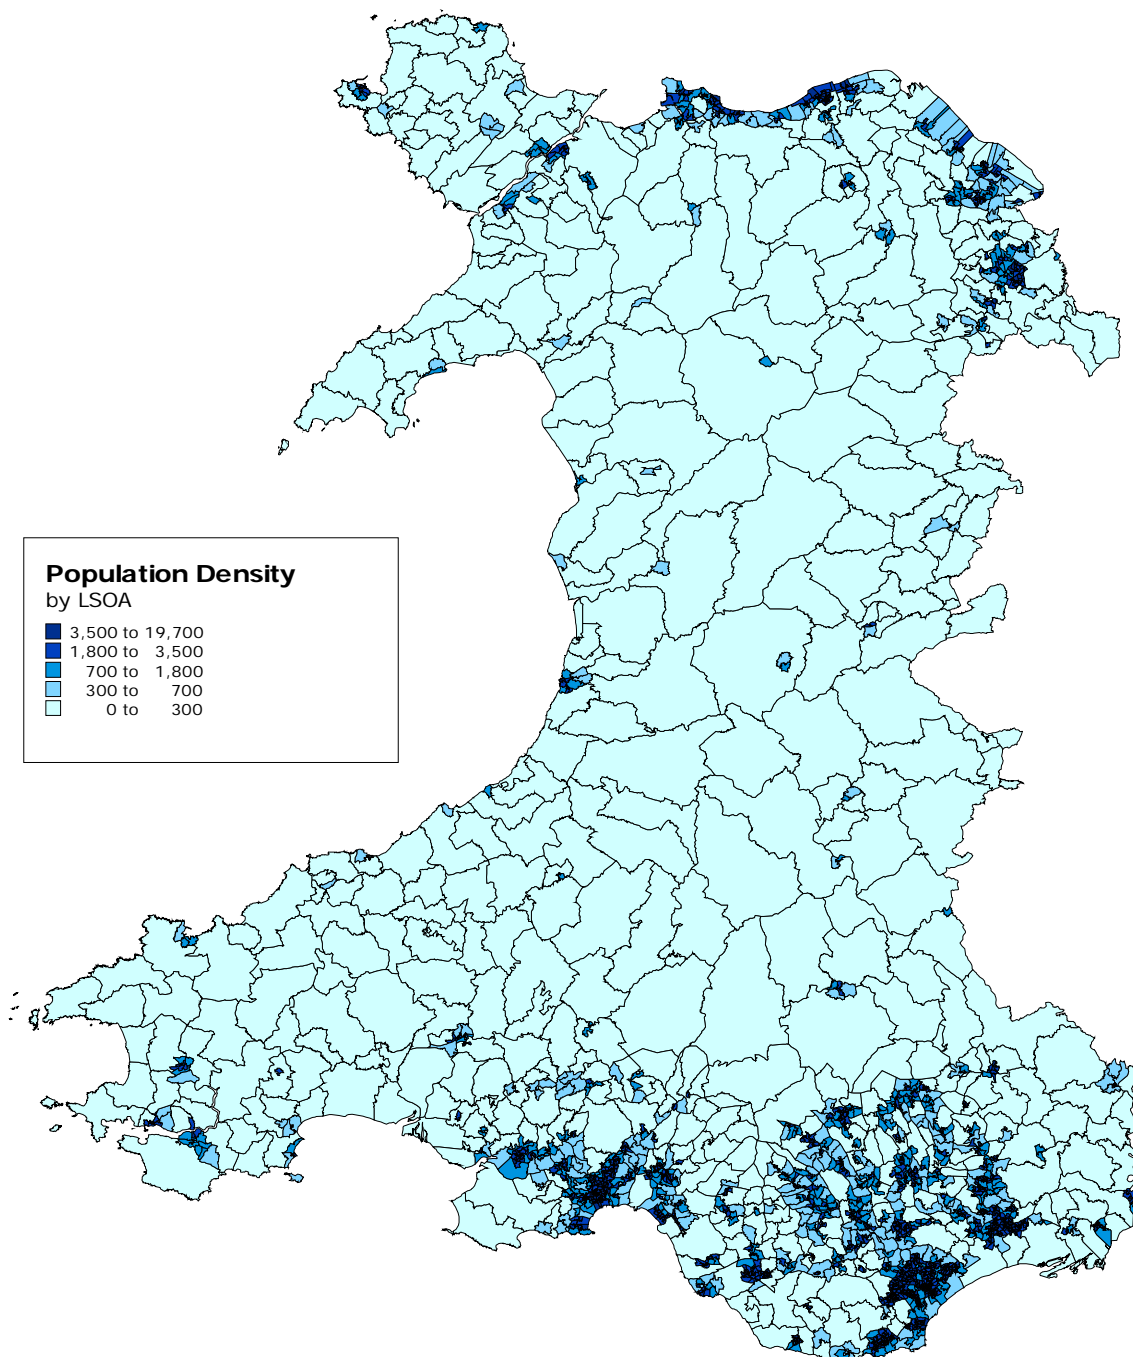 Population Density
by LSOA
3,500 to 19,700
1,800 to 3,500
700 to 1,800
300 to 700
0 to 300